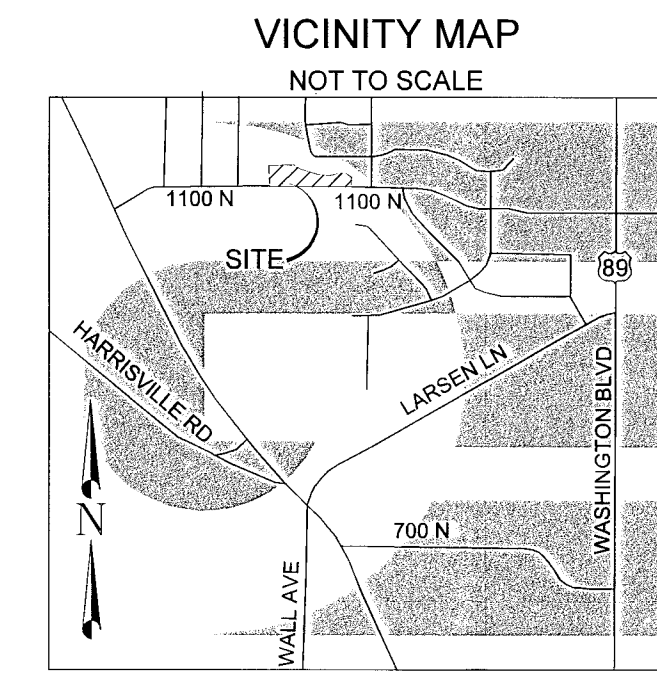 VICINITY MAP
NOT TO SCALE
1100 N
1100 N
SITE
89
HARRISVILLE RD
LARSEN LN
WASHINGTON BLVD
N
700 N
WALL AVE